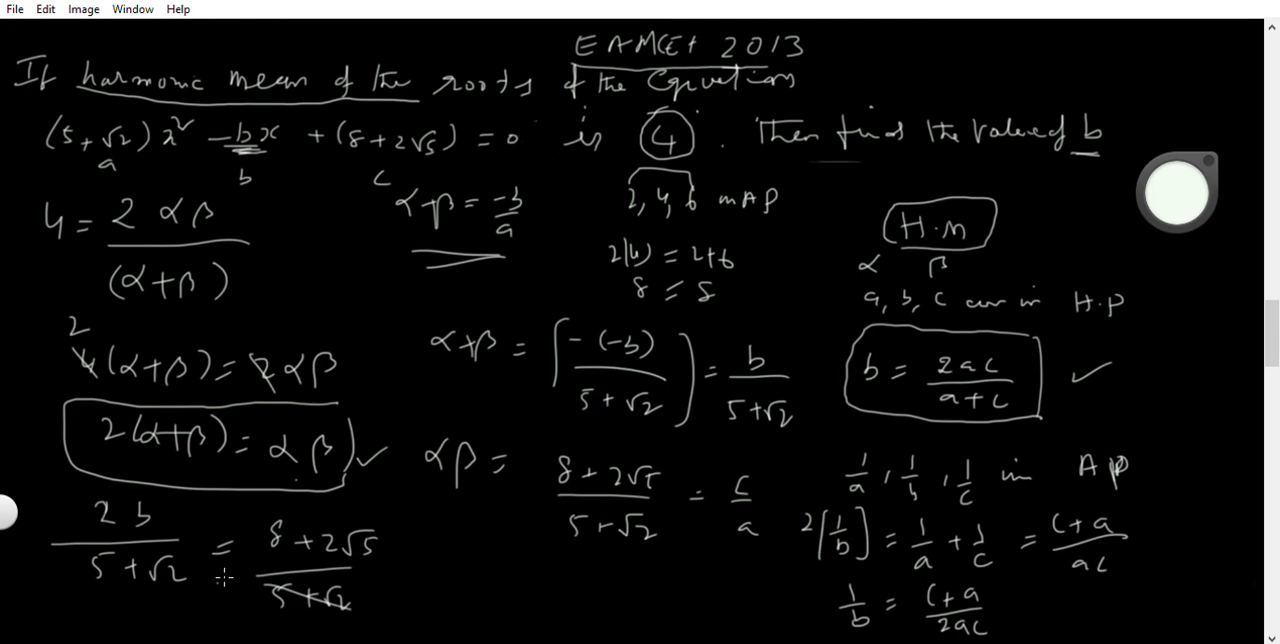 File Edit Image Window Help
EAMCET 2013
If harmonic mean of the roots of the Equation
(5+√2)x² -bx +(8+2√5)=0 is 4. Then find the value of b
a b c
4 = 2αβ/(α+β)
α+β = -b/a
2, 4, 6 in AP
2(4) = 2+6
8 = 8
H.M
α β
a, b, c are in H.P
b = 2ac/(a+c) ✓
2
4(α+β) = 2αβ
2(α+β) = αβ ✓
α+β = [-(-b)/(5+√2)] = b/(5+√2)
αβ = (8+2√5)/(5+√2) = c/a
1/a, 1/b, 1/c in AP
2[1/b] = 1/a + 1/c = (c+a)/ac
1/b = (c+a)/2ac
2b/(5+√2) = (8+2√5)/(5+√2)